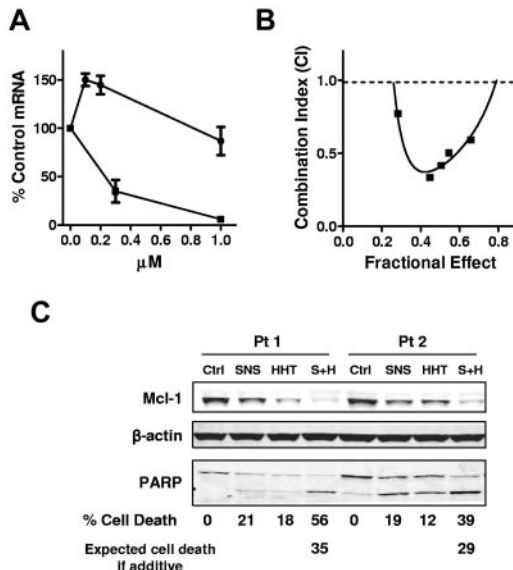 A
% Control mRNA
150
100
50
0
0.0 0.2 0.4 0.6 0.8 1.0
μM
B
Combination Index (CI)
1.0
0.5
0.0
0.0 0.2 0.4 0.6 0.8
Fractional Effect
C
Pt 1 Pt 2
Ctrl SNS HHT S+H Ctrl SNS HHT S+H
Mcl-1
β-actin
PARP
% Cell Death 0 21 18 56 0 19 12 39
Expected cell death 35 29
if additive